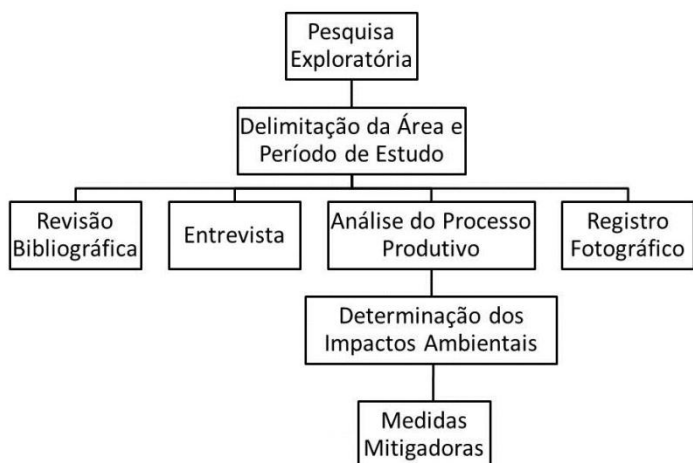 Pesquisa
Exploratória
Delimitação da Área e
Período de Estudo
Revisão
Bibliográfica
Entrevista
Análise do Processo
Produtivo
Registro
Fotográfico
Determinação dos
Impactos Ambientais
Medidas
Mitigadoras